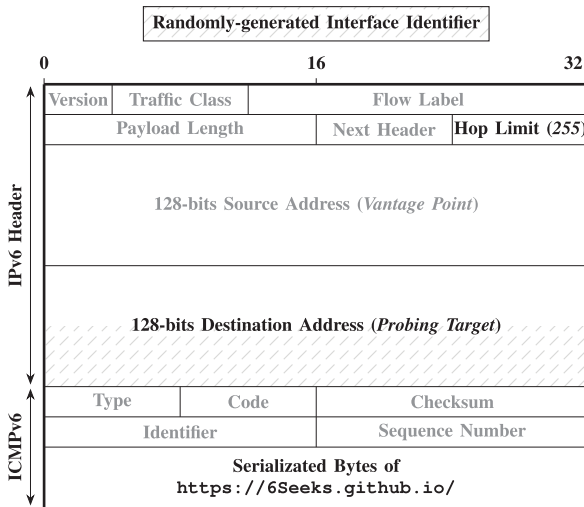 Randomly-generated Interface Identifier
0 16 32
Version Traffic Class Flow Label
Payload Length Next Header Hop Limit (255)
128-bits Source Address (Vantage Point)
IPv6 Header
128-bits Destination Address (Probing Target)
Type Code Checksum
ICMPv6
Identifier Sequence Number
Serializated Bytes of
https://6Seeks.github.io/